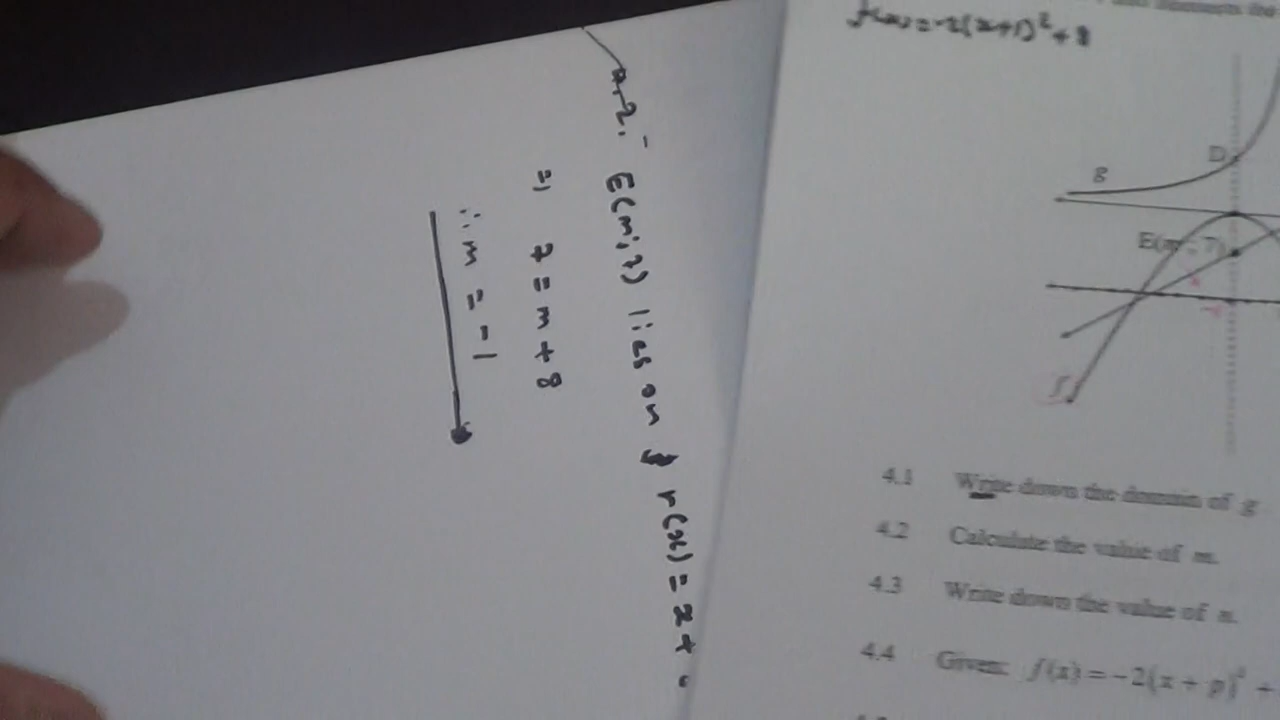 4.2. E(m;7) lies on r(x) = x +
=) 7 = m + 8
∴ m = -1
f(x)=-2(x+1)²+8
D
g
E(m ; 7)
f
4.1 Write down the domain of g
4.2 Calculate the value of m.
4.3 Write down the value of n.
4.4 Given: f(x) = -2(x + p)² +